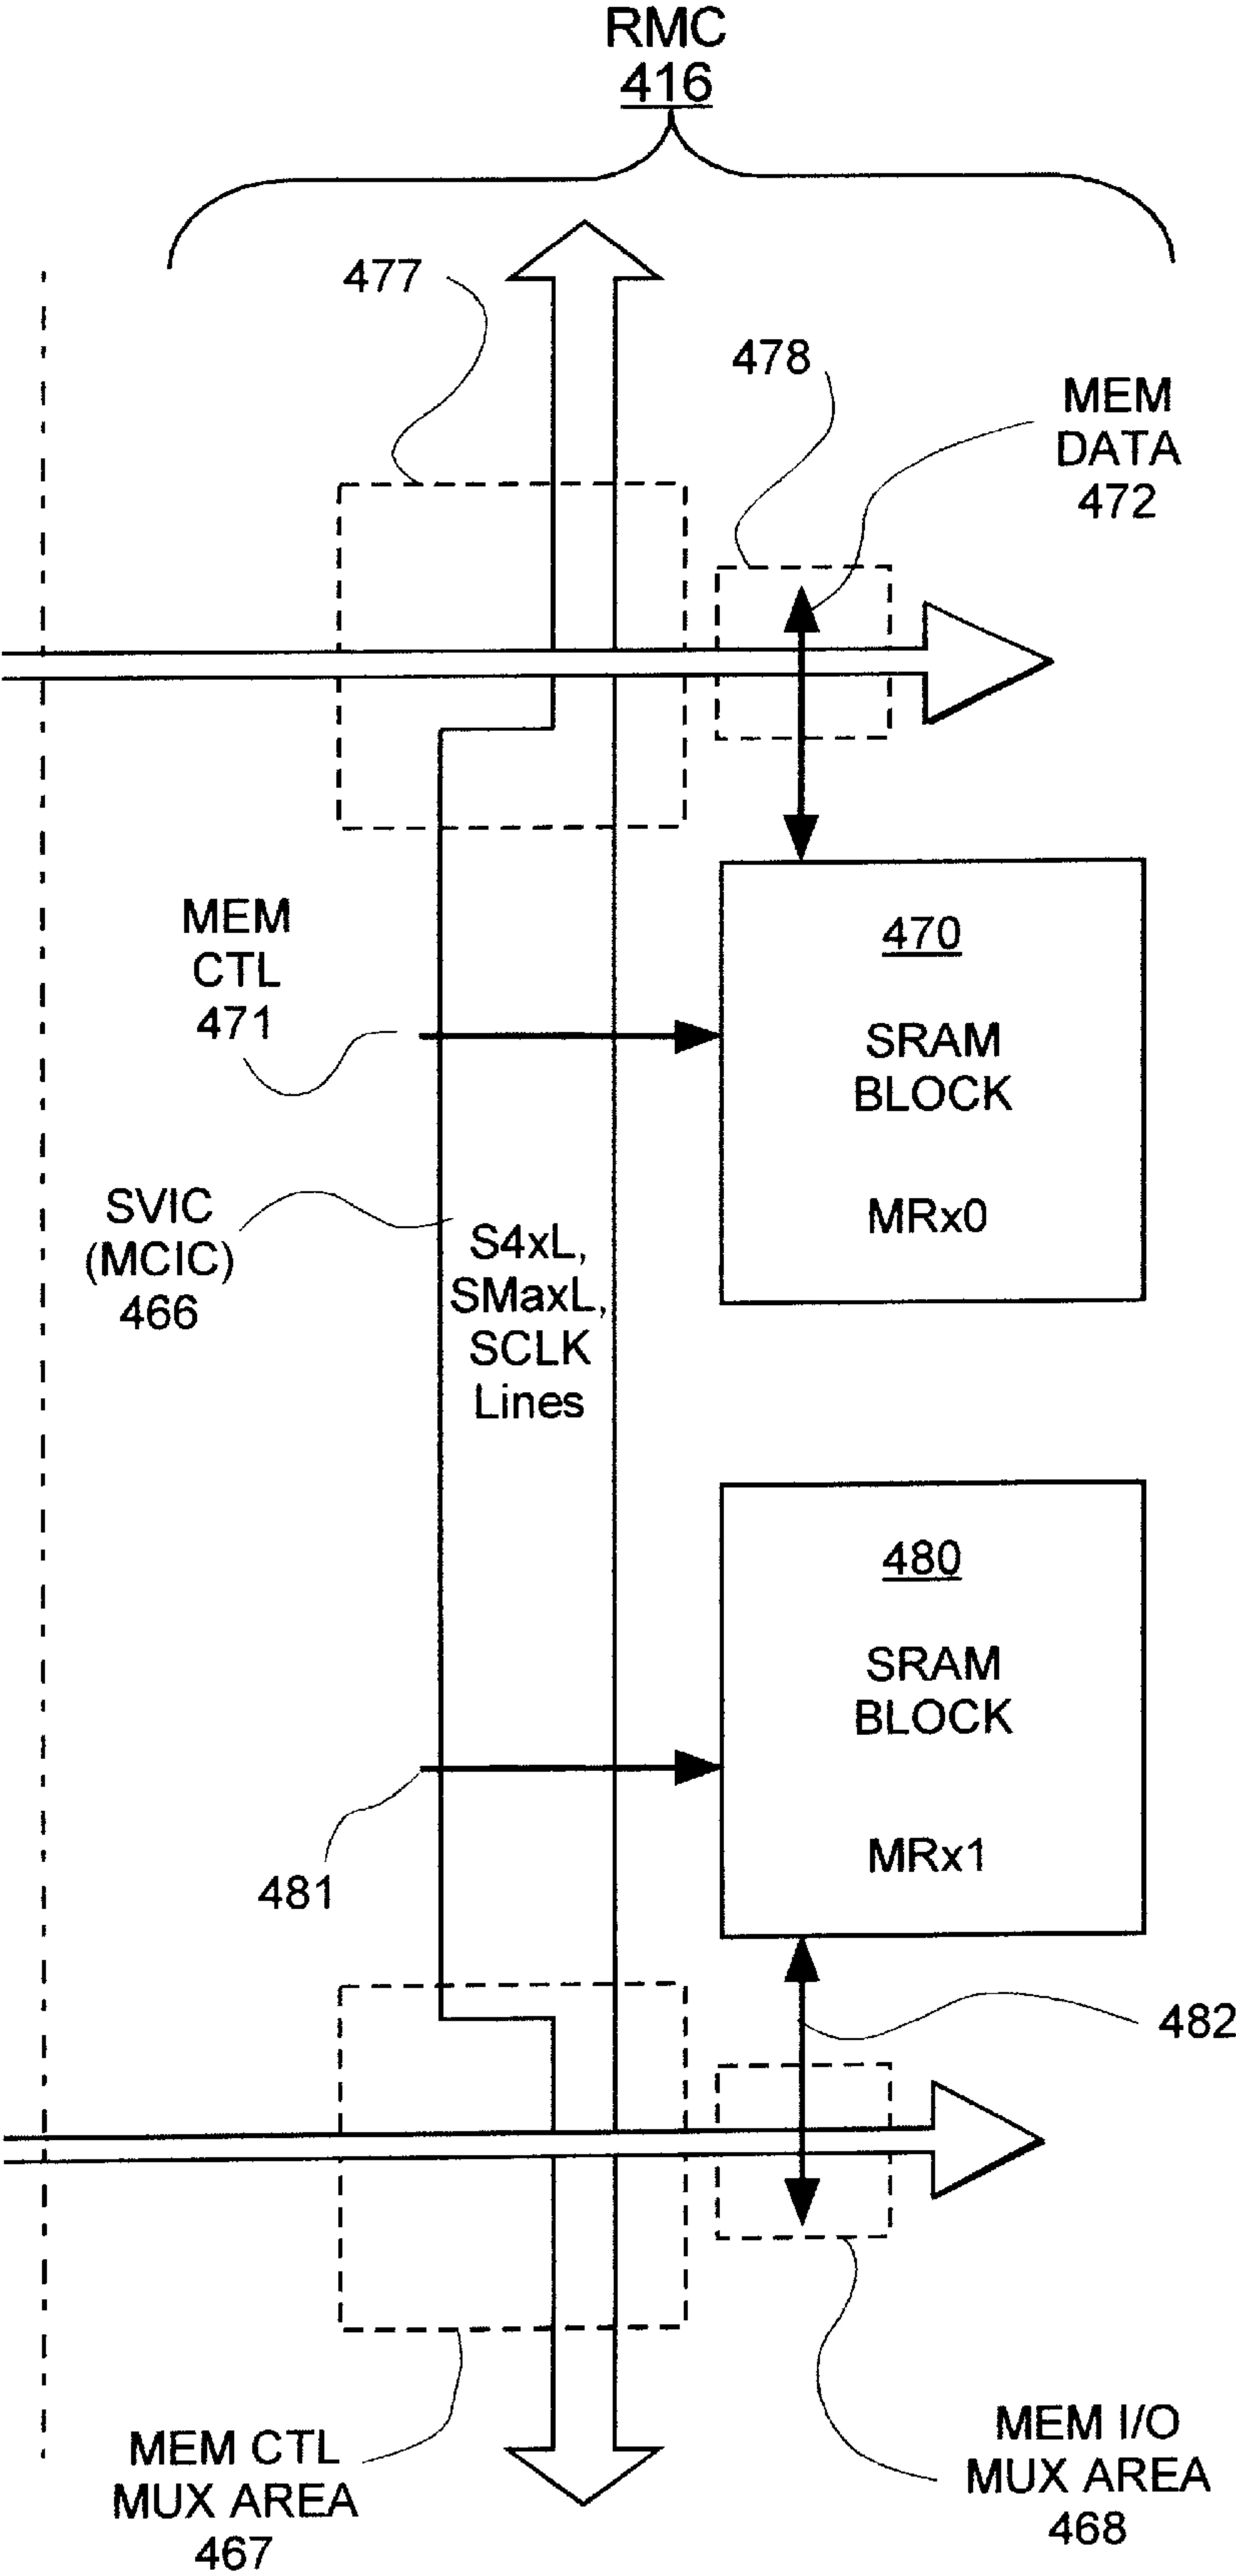 RMC
416
477
478
MEM
DATA
472
MEM
CTL
471
470
SRAM
BLOCK
MRx0
SVIC
(MCIC)
466
S4xL,
SMaxL,
SCLK
Lines
480
SRAM
BLOCK
MRx1
481
482
MEM CTL
MUX AREA
467
MEM I/O
MUX AREA
468